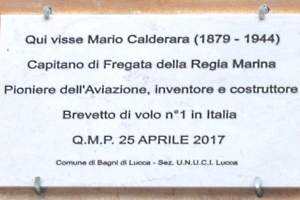 Qui visse Mario Calderara (1879 - 1944)
Capitano di Fregata della Regia Marina
Pioniere dell'Aviazione, inventore e costruttore
Brevetto di volo n°1 in Italia
Q.M.P. 25 APRILE 2017
Comune di Bagni di Lucca - Sez. U.N.U.C.I. Lucca